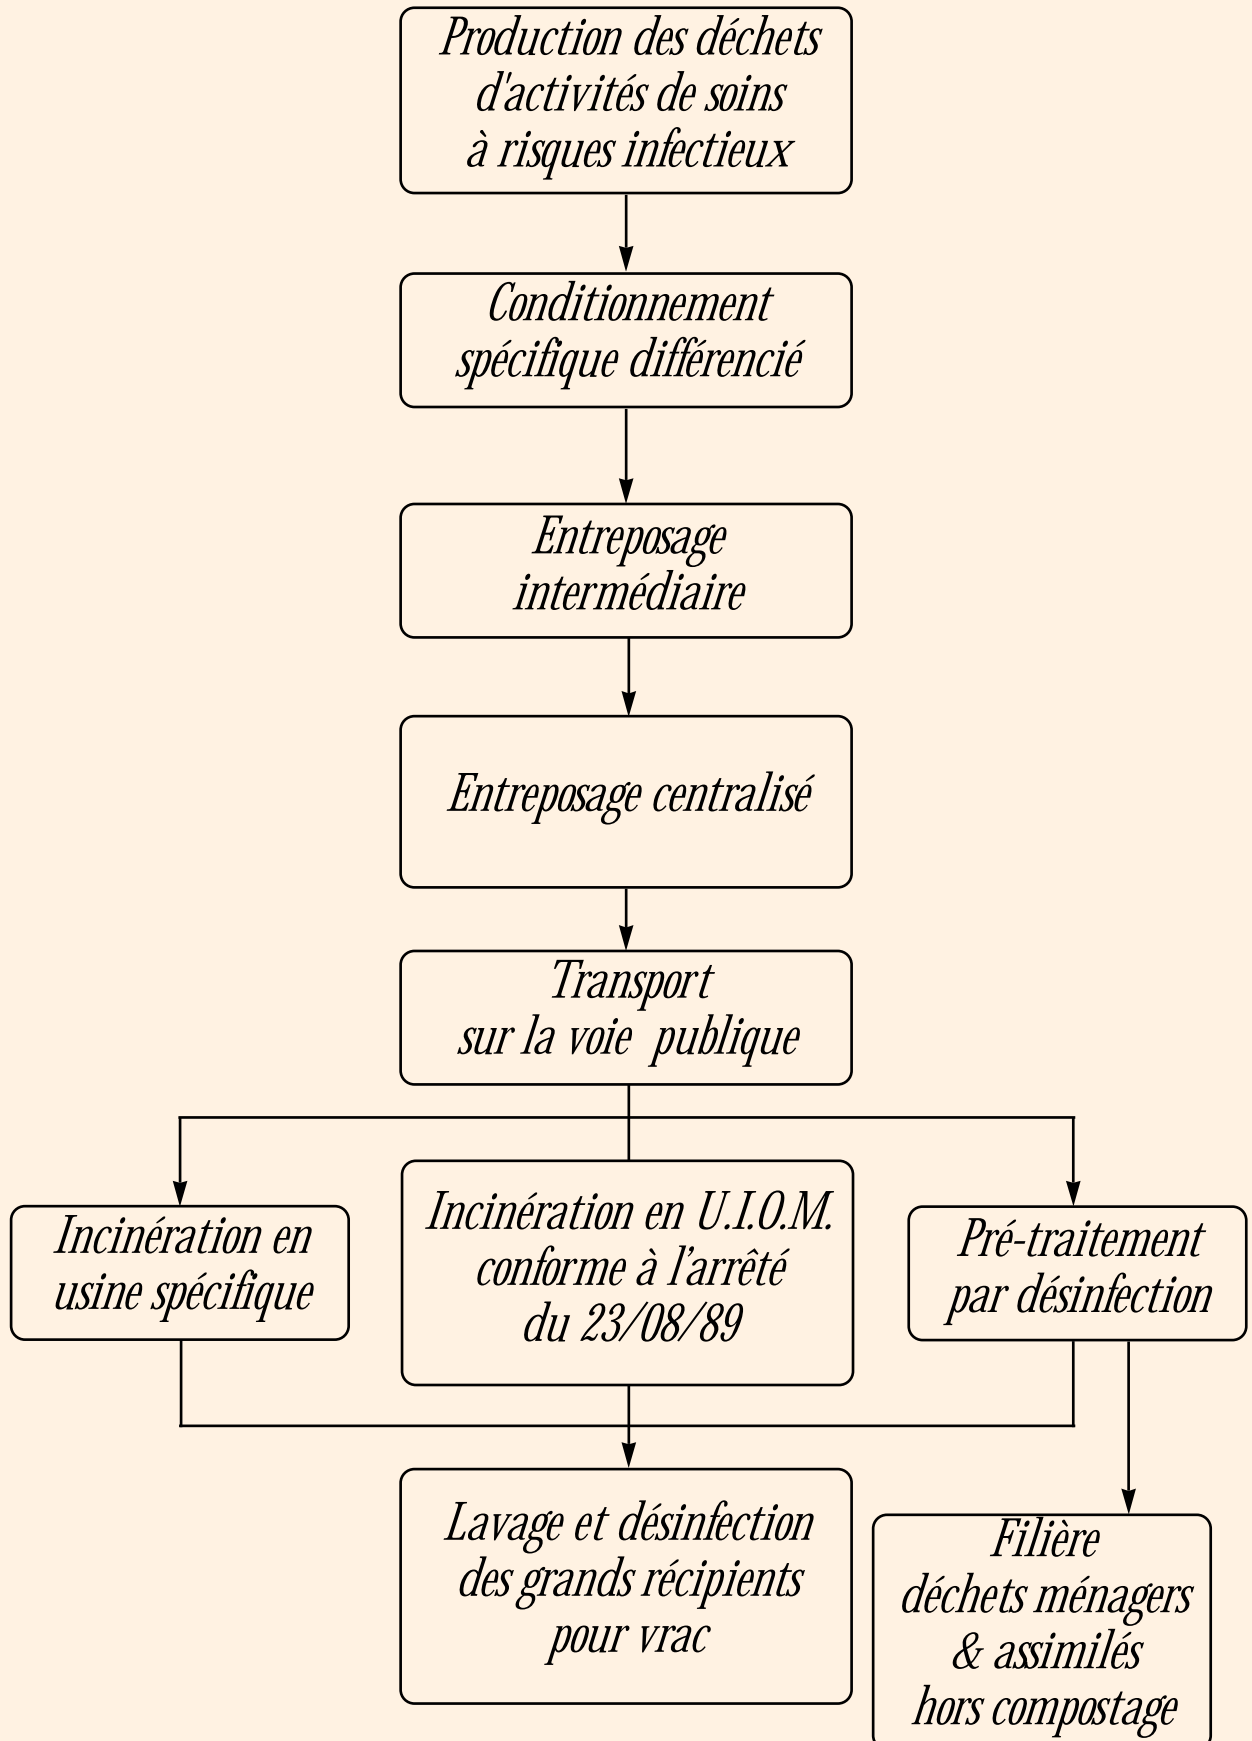 Production des déchets
d'activités de soins
à risques infectieux
Conditionnement
spécifique différencié
Entreposage
intermédiaire
Entreposage centralisé
Transport
sur la voie publique
Incinération en
usine spécifique
Incinération en U.I.O.M.
conforme à l’arrêté
du 23/08/89
Pré-traitement
par désinfection
Lavage et désinfection
des grands récipients
pour vrac
Filière
déchets ménagers
& assimilés
hors compostage